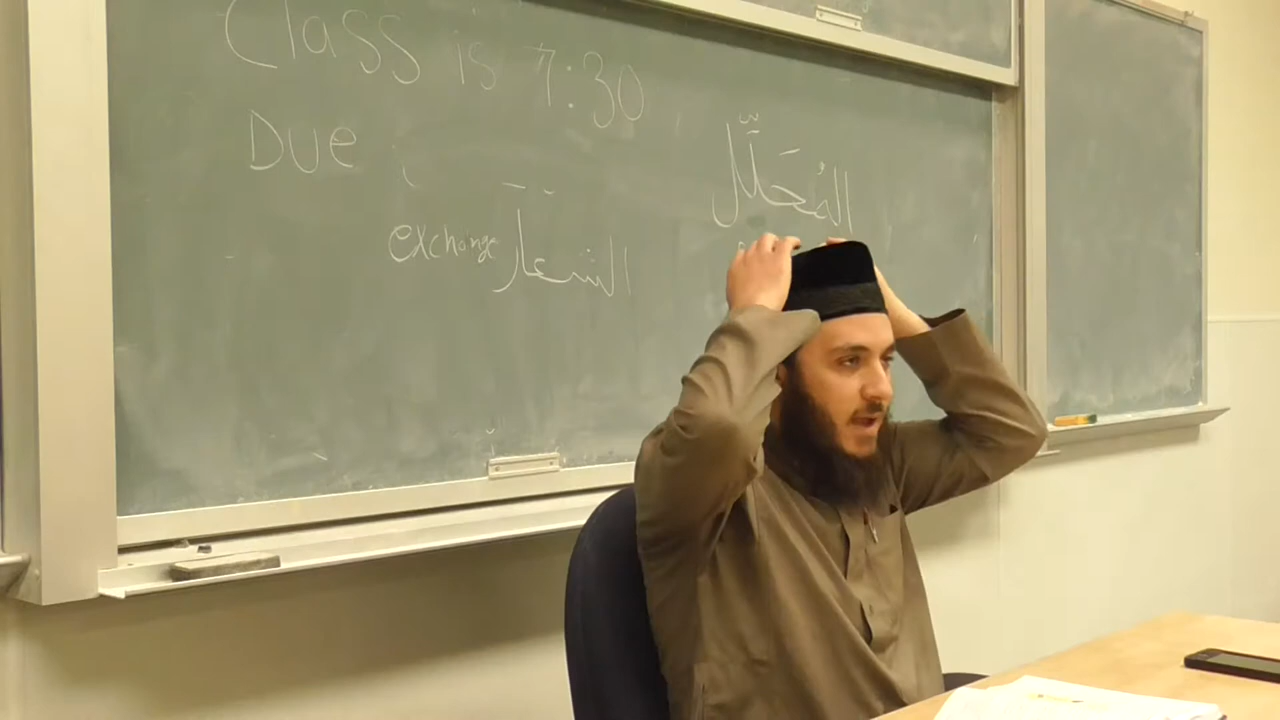 Class is 7:30
Due
المُحَلِّل
exchange الشغار